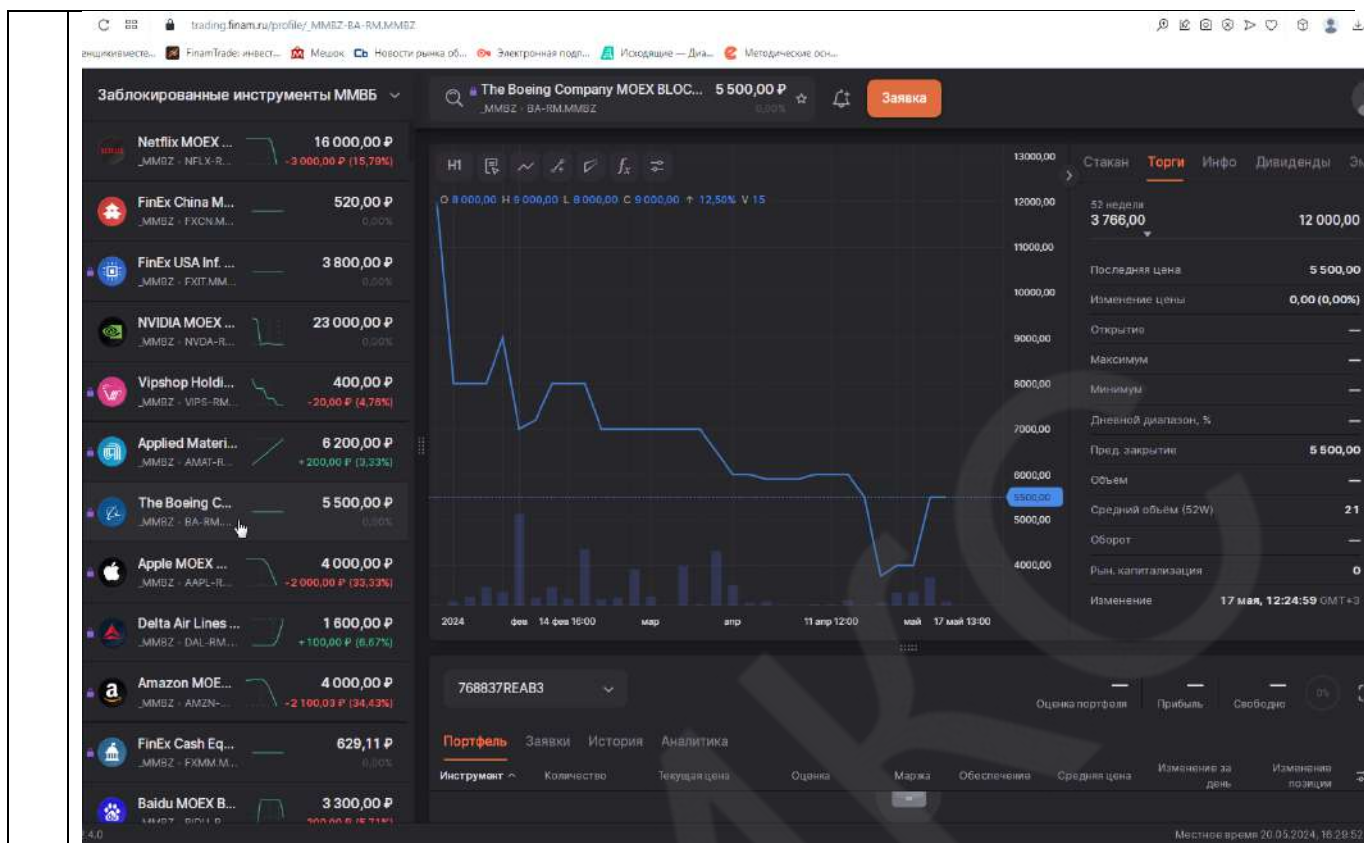 trading.finam.ru/profile/_MMBZ-BA-RM.MMBZ
FinamTrade: инвест... Мешок Сb Новости рынка об... Электронная подп... Исходящие — Диа... Методические осн...
Заблокированные инструменты ММВБ
The Boeing Company MOEX BLOC... 5 500,00 ₽
_MMBZ · BA-RM.MMBZ 0,00%
Заявка
Netflix MOEX ... 16 000,00 ₽
_MMBZ · NFLX-R... -3 000,00 ₽ (15,79%)
FinEx China M... 520,00 ₽
_MMBZ · FXCN.M... 0,00%
FinEx USA Inf. ... 3 800,00 ₽
_MMBZ · FXIT.MM... 0,00%
NVIDIA MOEX ... 23 000,00 ₽
_MMBZ · NVDA-R... 0,00%
Vipshop Holdi... 400,00 ₽
_MMBZ · VIPS-RM... -20,00 ₽ (4,76%)
Applied Materi... 6 200,00 ₽
_MMBZ · AMAT-R... +200,00 ₽ (3,33%)
The Boeing C... 5 500,00 ₽
_MMBZ · BA-RM.... 0,00%
Apple MOEX ... 4 000,00 ₽
_MMBZ · AAPL-R... -2 000,00 ₽ (33,33%)
Delta Air Lines ... 1 600,00 ₽
_MMBZ · DAL-RM... +100,00 ₽ (6,67%)
Amazon MOE... 4 000,00 ₽
_MMBZ · AMZN-... -2 100,03 ₽ (34,43%)
FinEx Cash Eq... 629,11 ₽
_MMBZ · FXMM.M... 0,00%
Baidu MOEX B... 3 300,00 ₽
H1
O 8 000,00 H 9 000,00 L 8 000,00 C 9 000,00 ↑ 12,50% V 15
13000,00
12000,00
11000,00
10000,00
9000,00
8000,00
7000,00
6000,00
5500,00
5000,00
4000,00
2024 фев 14 фев 16:00 мар апр 11 апр 12:00 май 17 май 13:00
Стакан Торги Инфо Дивиденды
52 недели
3 766,00 12 000,00
Последняя цена 5 500,00
Изменение цены 0,00 (0,00%)
Открытие —
Максимум —
Минимум —
Дневной диапазон, % —
Пред. закрытие 5 500,00
Объем —
Средний объём (52W) 21
Оборот —
Рын. капитализация 0
Изменение 17 мая, 12:24:59 GMT+3
768837REAB3
— — — 0%
Оценка портфеля Прибыль Свободно
Портфель Заявки История Аналитика
Инструмент Количество Текущая цена Оценка Маржа Обеспечение Средняя цена Изменение за день Изменение позиции
Местное время 20.05.2024, 16:29:52